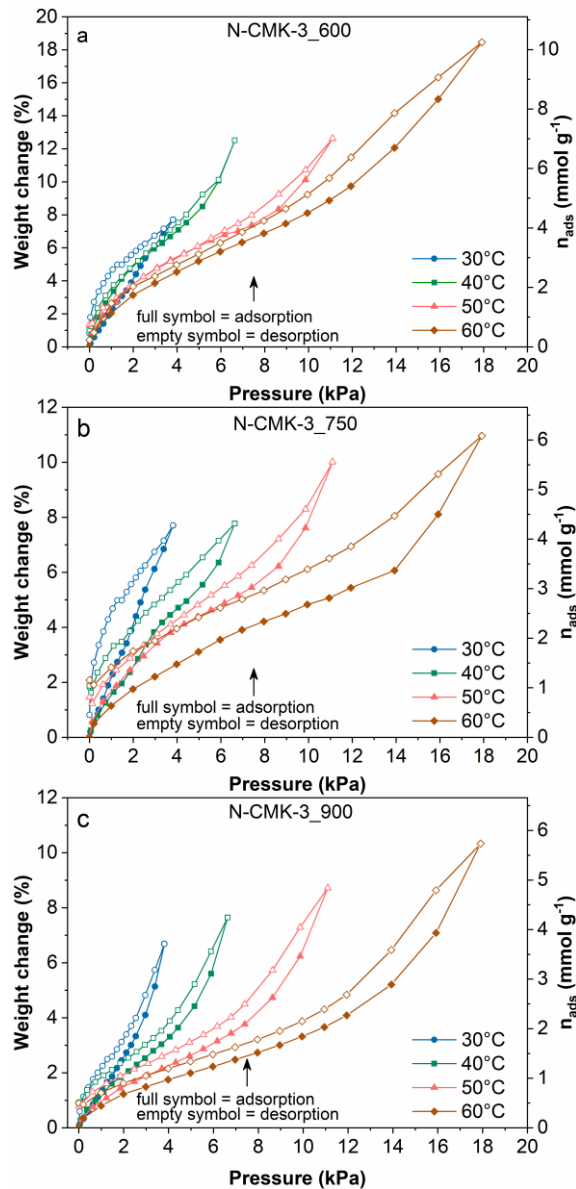 a
N-CMK-3_600
20
18
16
14
12
10
8
6
4
2
0
Weight change (%)
10
8
6
4
2
0
n_ads (mmol g⁻¹)
30°C
40°C
50°C
60°C
full symbol = adsorption
empty symbol = desorption
0 2 4 6 8 10 12 14 16 18 20
Pressure (kPa)
b
N-CMK-3_750
12
10
8
6
4
2
0
Weight change (%)
6
5
4
3
2
1
0
n_ads (mmol g⁻¹)
30°C
40°C
50°C
60°C
full symbol = adsorption
empty symbol = desorption
0 2 4 6 8 10 12 14 16 18 20
Pressure (kPa)
c
N-CMK-3_900
12
10
8
6
4
2
0
Weight change (%)
6
5
4
3
2
1
0
n_ads (mmol g⁻¹)
30°C
40°C
50°C
60°C
full symbol = adsorption
empty symbol = desorption
0 2 4 6 8 10 12 14 16 18 20
Pressure (kPa)